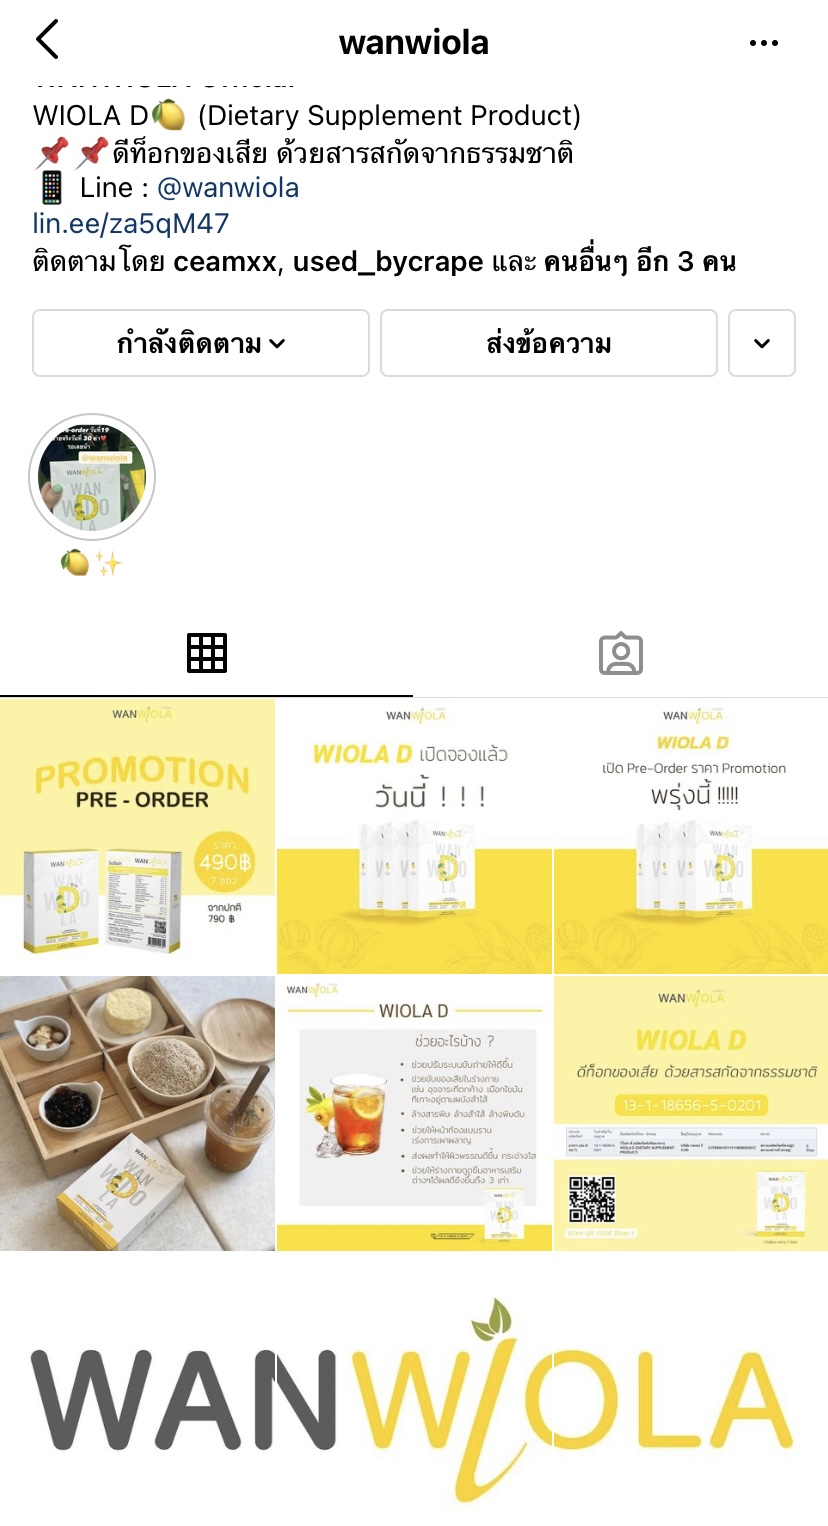 wanwiola
WIOLA D🍋 (Dietary Supplement Product)
📌📌ดีท็อกของเสีย ด้วยสารสกัดจากธรรมชาติ
📱 Line : @wanwiola
lin.ee/za5qM47
ติดตามโดย ceamxx, used_bycrape และ คนอื่นๆ อีก 3 คน
กำลังติดตาม
ส่งข้อความ
@wanwiola
WANWIOLA
WAN
D
LA
🍋✨
WANWIOLA
PROMOTION
PRE - ORDER
ราคา
490฿
7 ซอง
จากปกติ
790 ฿
WANWIOLA
WIOLA D เปิดจองแล้ว
วันนี้ ! ! !
WANWIOLA
WIOLA D
เปิด Pre-Order ราคา Promotion
พรุ่งนี้ !!!!!
WANWIOLA
WIOLA D
ช่วยอะไรบ้าง ?
• ช่วยปรับระบบขับถ่ายให้ดีขึ้น
• ช่วยขับของเสียในร่างกาย
เช่น อุจจาระที่ตกค้าง เมือกไขมัน
ที่เกาะอยู่ตามผนังลำไส้
• ล้างสารพิษ ล้างลำไส้ ล้างพิษตับ
• ช่วยให้หน้าท้องแบนราบ
เร่งการเผาผลาญ
• ส่งผลทำให้ผิวพรรณดีขึ้น กระจ่างใส
• ช่วยให้ร่างกายดูดซึมอาหารเสริม
ต่างๆได้ผลดียิ่งขึ้นถึง 3 เท่า
WANWIOLA
WIOLA D
ดีท็อกของเสีย ด้วยสารสกัดจากธรรมชาติ
13-1-18656-5-0201
WANWIOLA